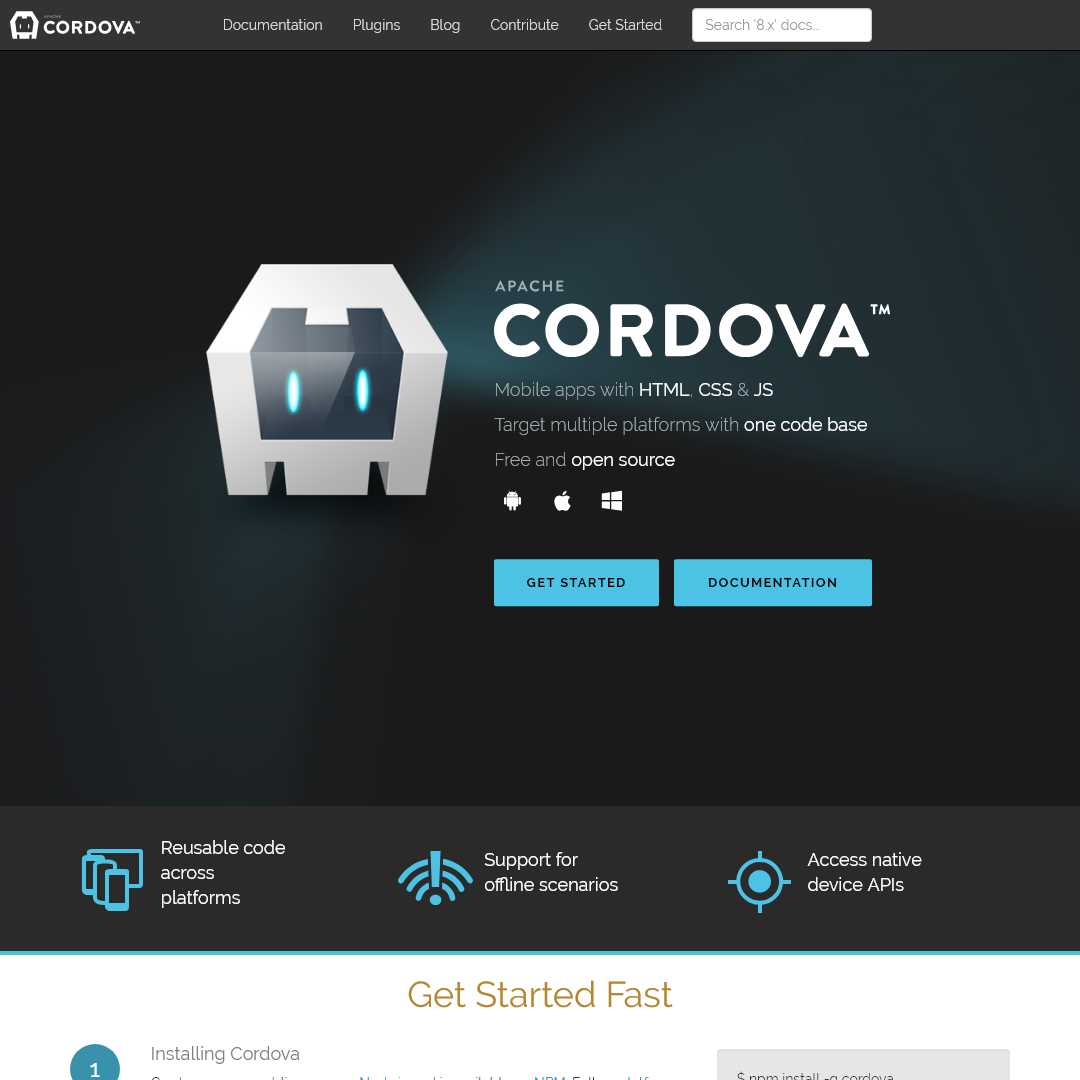 APACHE
CORDOVA™
Documentation
Plugins
Blog
Contribute
Get Started
Search '8.x' docs...
APACHE
CORDOVA™
Mobile apps with HTML, CSS & JS
Target multiple platforms with one code base
Free and open source
GET STARTED
DOCUMENTATION
Reusable code
across
platforms
Support for
offline scenarios
Access native
device APIs
Get Started Fast
1
Installing Cordova
$ npm install -g cordova